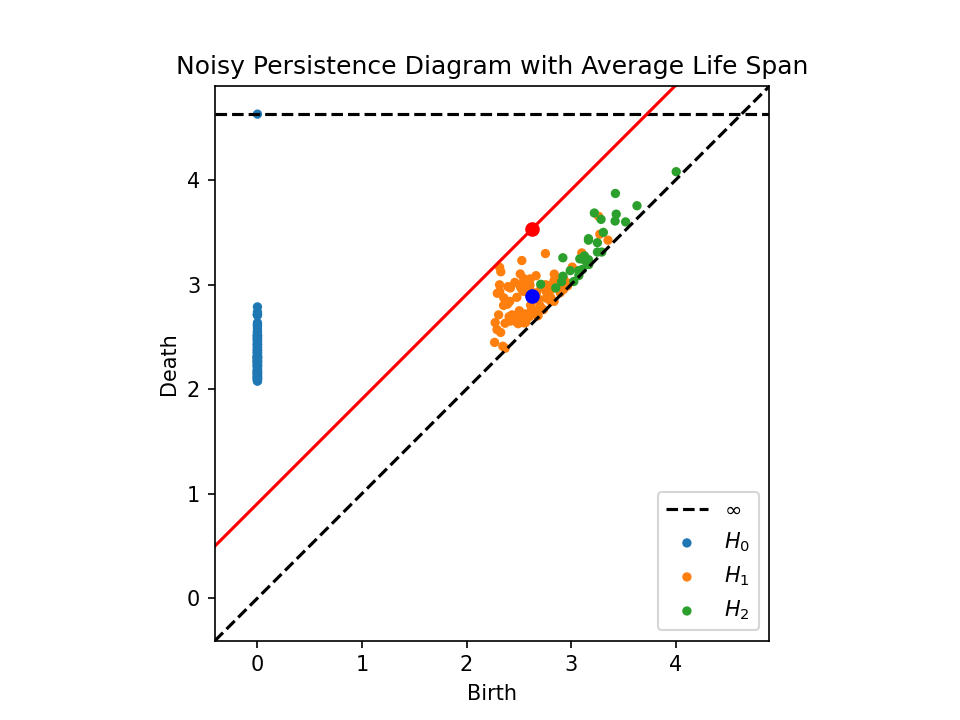 Noisy Persistence Diagram with Average Life Span
Death
4
3
2
1
0
0 1 2 3 4
Birth
∞
H₀
H₁
H₂